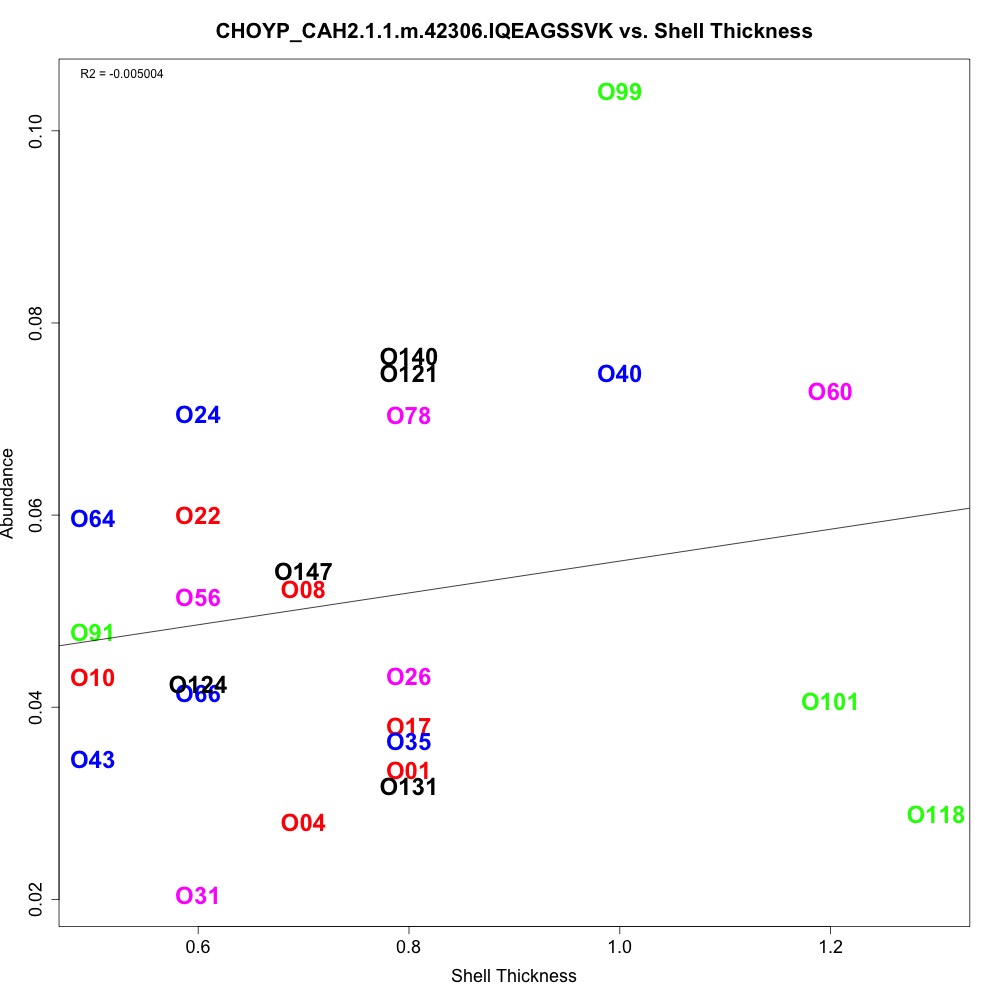 CHOYP_CAH2.1.1.m.42306.IQEAGSSVK vs. Shell Thickness
R2 = -0.005004
O99
0.10
0.08
O140
O121
O40
O60
O24
O78
Abundance
O64
O22
0.06
O147
O08
O56
O91
O10
O26
O124
O66
O101
0.04
O17
O35
O43
O01
O131
O118
O04
O31
0.02
0.6 0.8 1.0 1.2
Shell Thickness